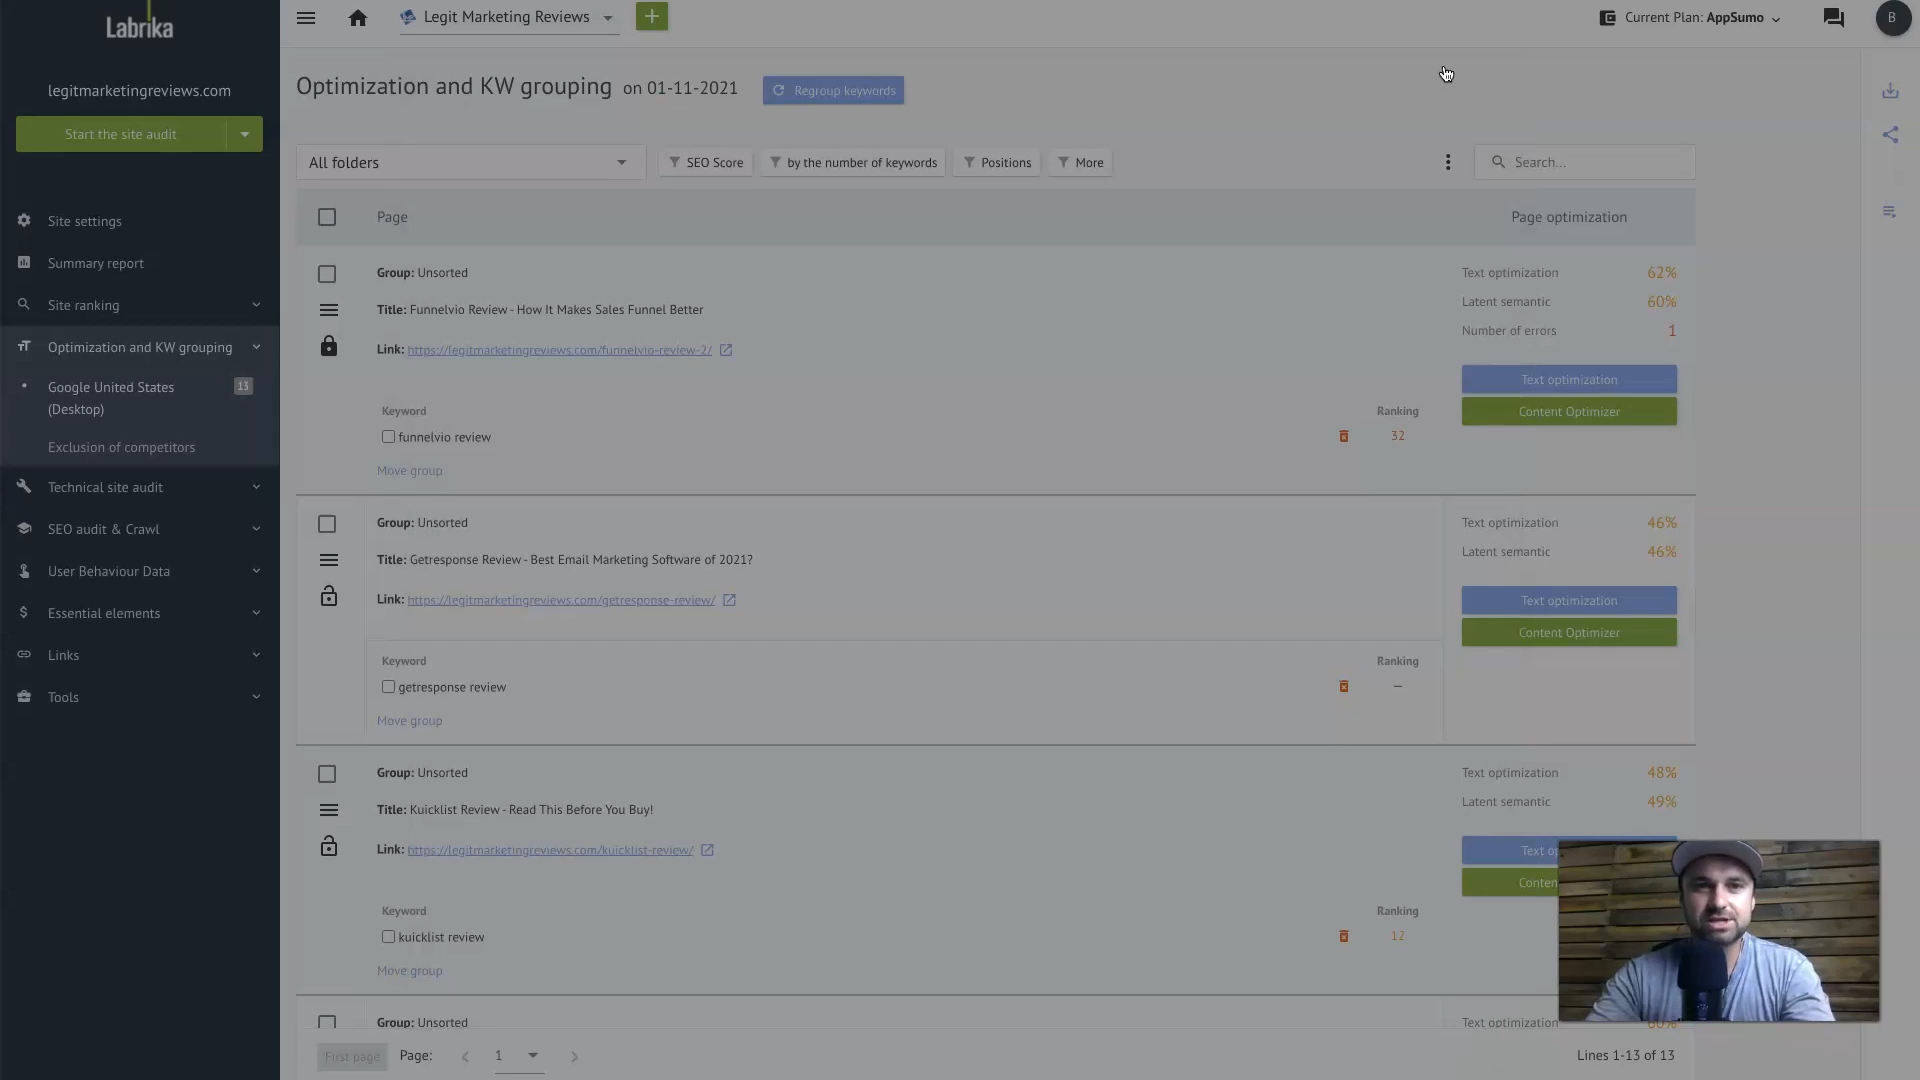 Labrika
legitmarketingreviews.com
Start the site audit
Site settings
Summary report
Site ranking
Optimization and KW grouping
Google United States
(Desktop)
13
Exclusion of competitors
Technical site audit
SEO audit & Crawl
User Behaviour Data
Essential elements
Links
Tools
Legit Marketing Reviews
+
Current Plan: AppSumo
B
Optimization and KW grouping on 01-11-2021
Regroup keywords
All folders
SEO Score
by the number of keywords
Positions
More
Search...
Page
Page optimization
Group: Unsorted
Title: Funnelvio Review - How It Makes Sales Funnel Better
Link: https://legitmarketingreviews.com/funnelvio-review-2/
Keyword
Ranking
funnelvio review
32
Move group
Text optimization 62%
Latent semantic 60%
Number of errors 1
Text optimization
Content Optimizer
Group: Unsorted
Title: Getresponse Review - Best Email Marketing Software of 2021?
Link: https://legitmarketingreviews.com/getresponse-review/
Keyword
Ranking
getresponse review
—
Move group
Text optimization 46%
Latent semantic 46%
Text optimization
Content Optimizer
Group: Unsorted
Title: Kuicklist Review - Read This Before You Buy!
Link: https://legitmarketingreviews.com/kuicklist-review/
Keyword
Ranking
kuicklist review
12
Move group
Text optimization 48%
Latent semantic 49%
Text op
Conten
Group: Unsorted
Text optimization 60%
First page
Page:
1
Lines 1-13 of 13